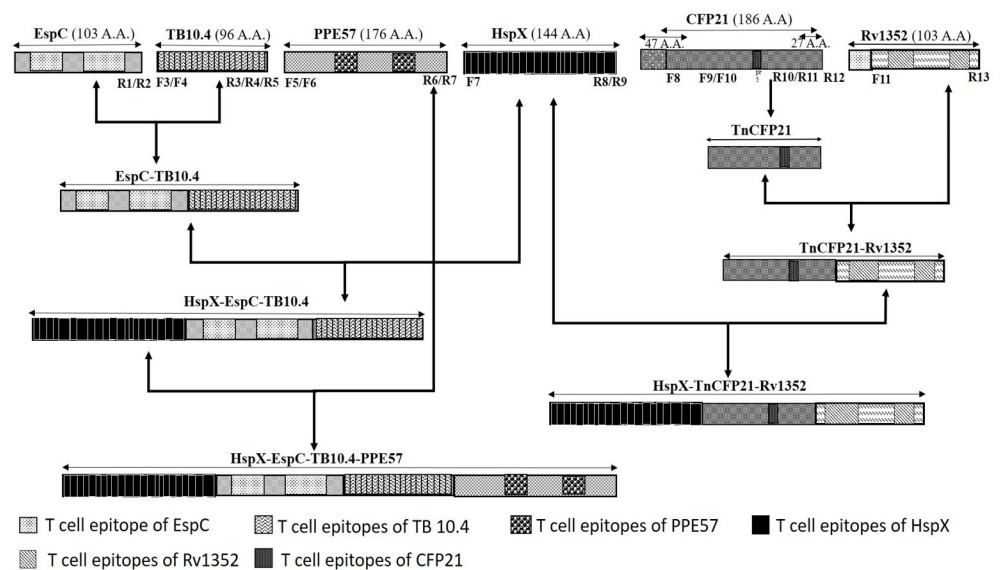 EspC (103 A.A.) TB10.4 (96 A.A.) PPE57 (176 A.A.) HspX (144 A.A) CFP21 (186 A.A) Rv1352 (103 A.A)
47 A.A. 27 A.A.
R1/R2 F3/F4 R3/R4/R5 F5/F6 R6/R7 F7 R8/R9 F8 F9/F10 R10/R11 R12 F11 R13
TnCFP21
EspC-TB10.4
TnCFP21-Rv1352
HspX-EspC-TB10.4
HspX-TnCFP21-Rv1352
HspX-EspC-TB10.4-PPE57
T cell epitope of EspC T cell epitopes of TB 10.4 T cell epitopes of PPE57 T cell epitopes of HspX
T cell epitopes of Rv1352 T cell epitopes of CFP21